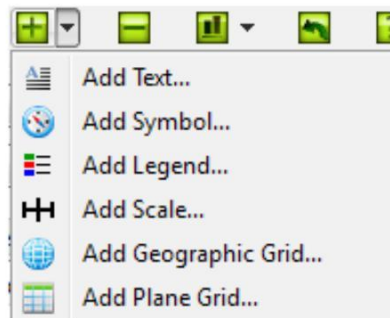 Add Text...
Add Symbol...
Add Legend...
Add Scale...
Add Geographic Grid...
Add Plane Grid...